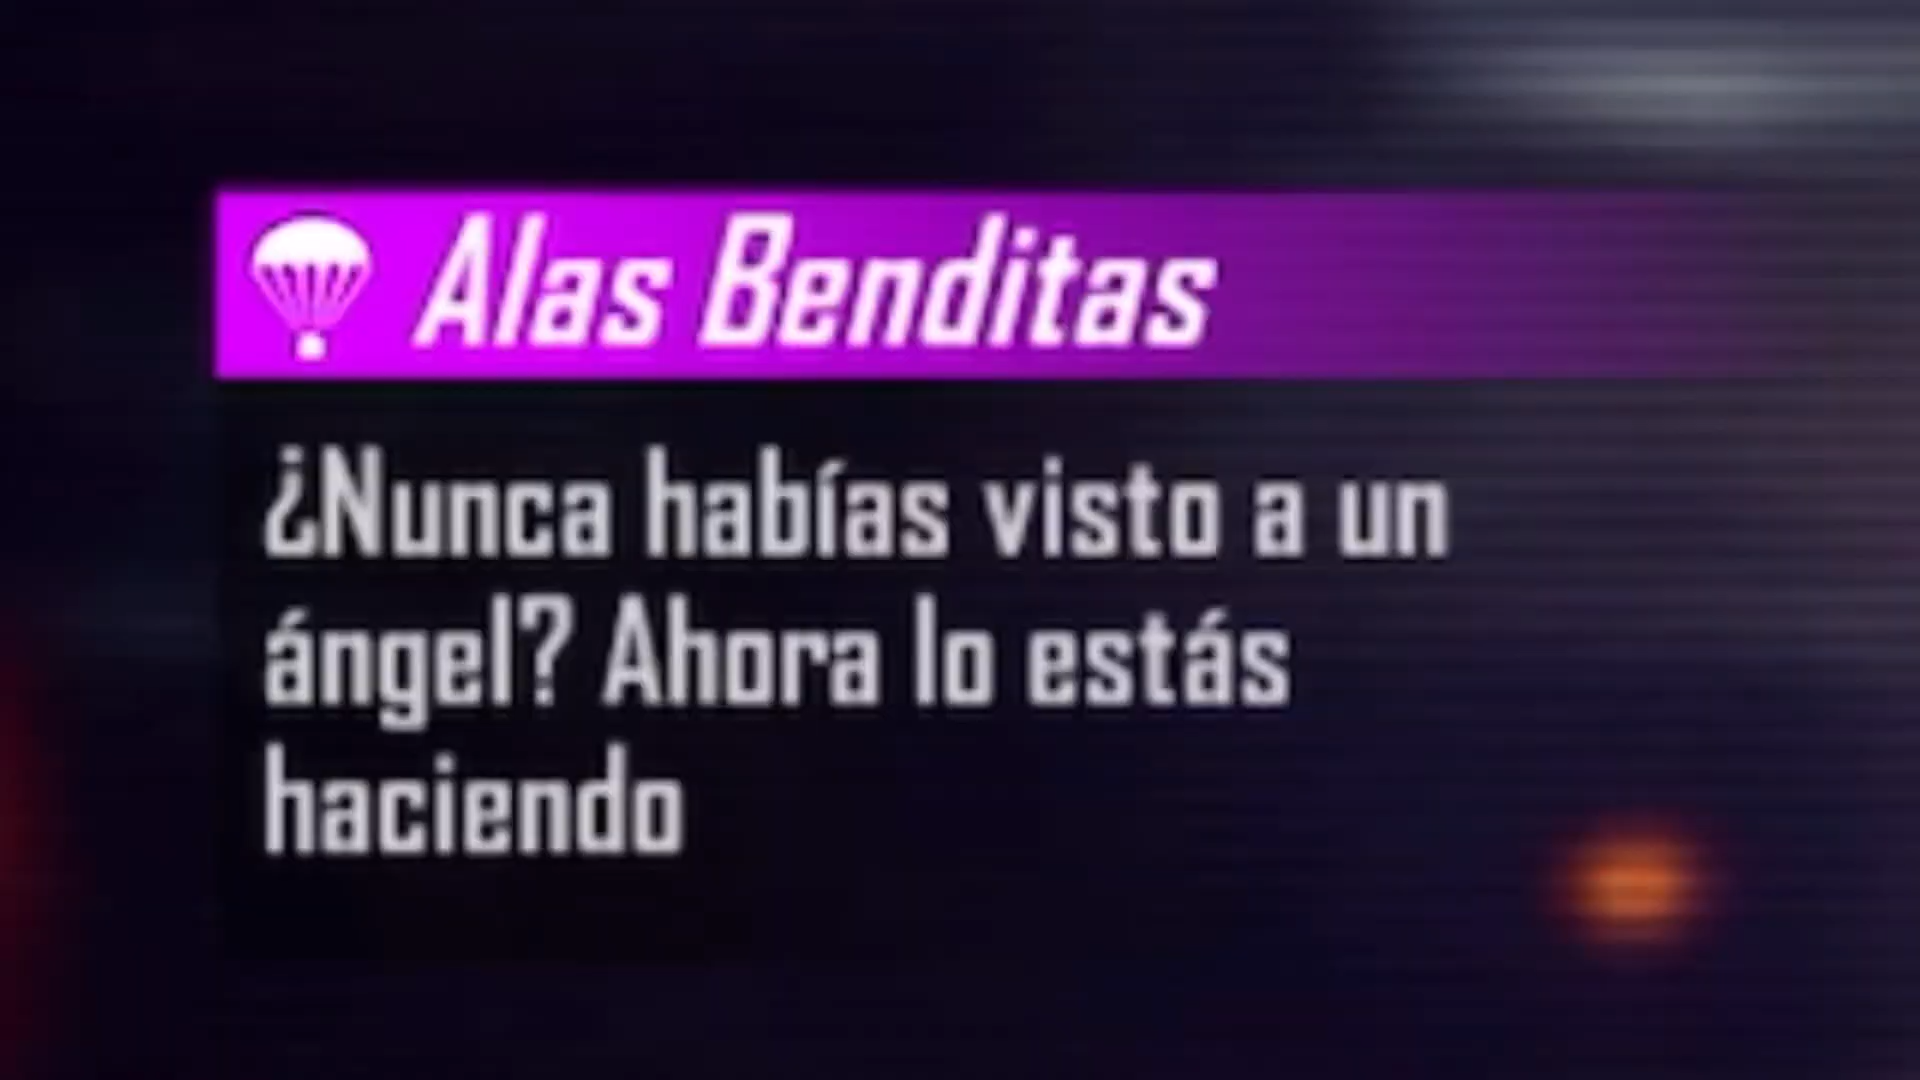 Alas Benditas
¿Nunca habías visto a un
ángel? Ahora lo estás
haciendo